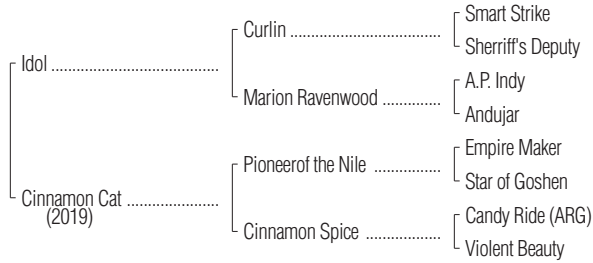 Smart Strike
Curlin ..............................
Sherriff's Deputy
Idol .................................
A.P. Indy
Marion Ravenwood ..............
Andujar
Empire Maker
Pioneerof the Nile ................
Star of Goshen
Cinnamon Cat ..................
(2019)
Candy Ride (ARG)
Cinnamon Spice ..................
Violent Beauty